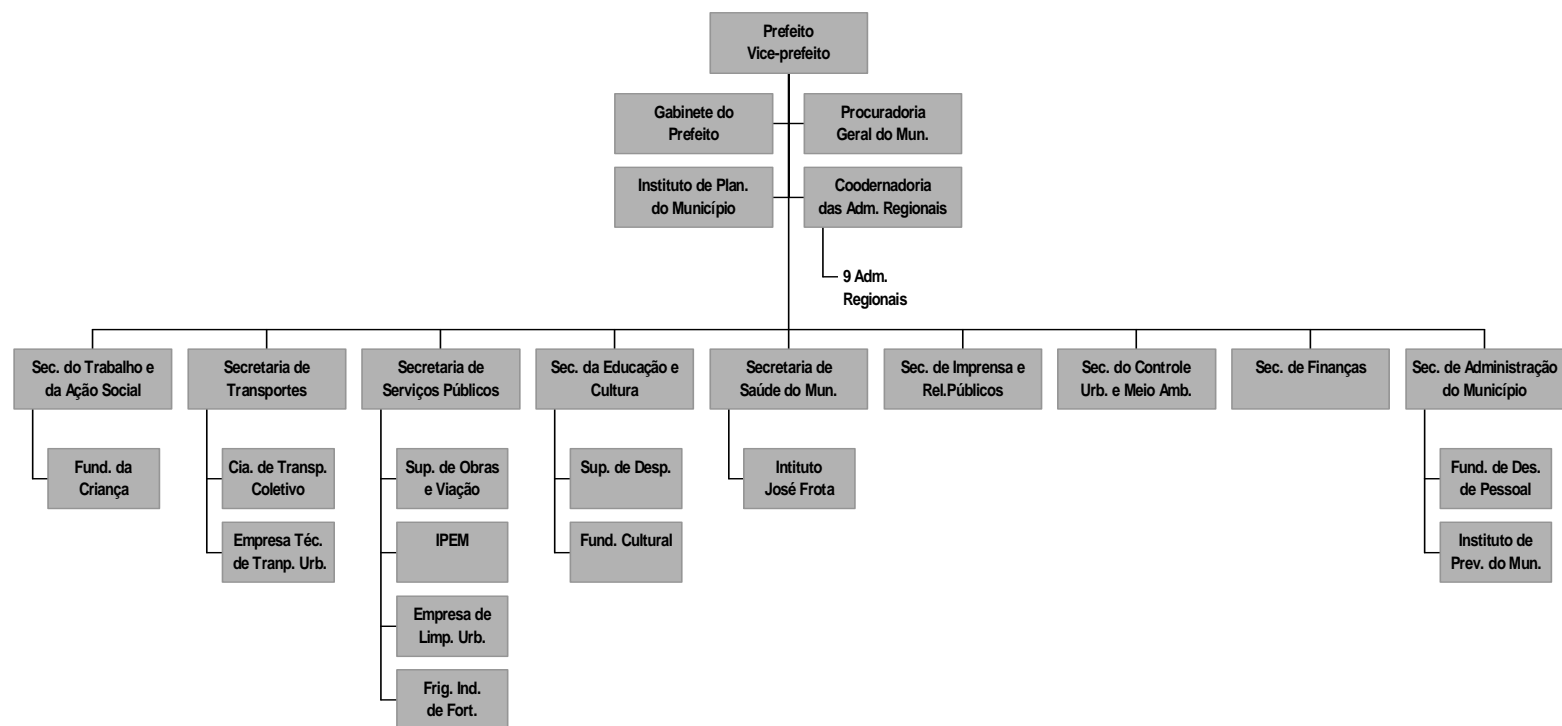 Prefeito
Vice-prefeito
Gabinete do
Prefeito
Procuradoria
Geral do Mun.
Instituto de Plan.
do Município
Coodernadoria
das Adm. Regionais
9 Adm.
Regionais
Sec. do Trabalho e
da Ação Social
Secretaria de
Transportes
Secretaria de
Serviços Públicos
Sec. da Educação e
Cultura
Secretaria de
Saúde do Mun.
Sec. de Imprensa e
Rel.Públicos
Sec. do Controle
Urb. e Meio Amb.
Sec. de Finanças
Sec. de Administração
do Município
Fund. da
Criança
Cia. de Transp.
Coletivo
Empresa Téc.
de Tranp. Urb.
Sup. de Obras
e Viação
IPEM
Empresa de
Limp. Urb.
Frig. Ind.
de Fort.
Sup. de Desp.
Fund. Cultural
Intituto
José Frota
Fund. de Des.
de Pessoal
Instituto de
Prev. do Mun.